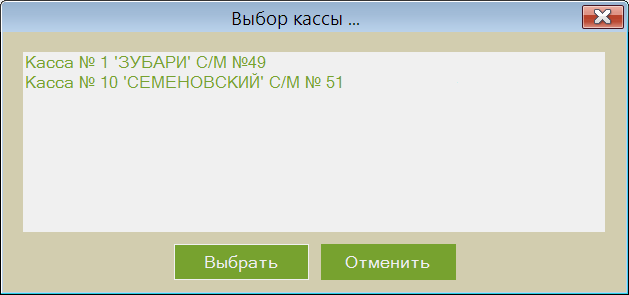 Выбор кассы ...
Касса № 1 'ЗУБАРИ' С/М №49
Касса № 10 'СЕМЕНОВСКИЙ' С/М № 51
Выбрать
Отменить